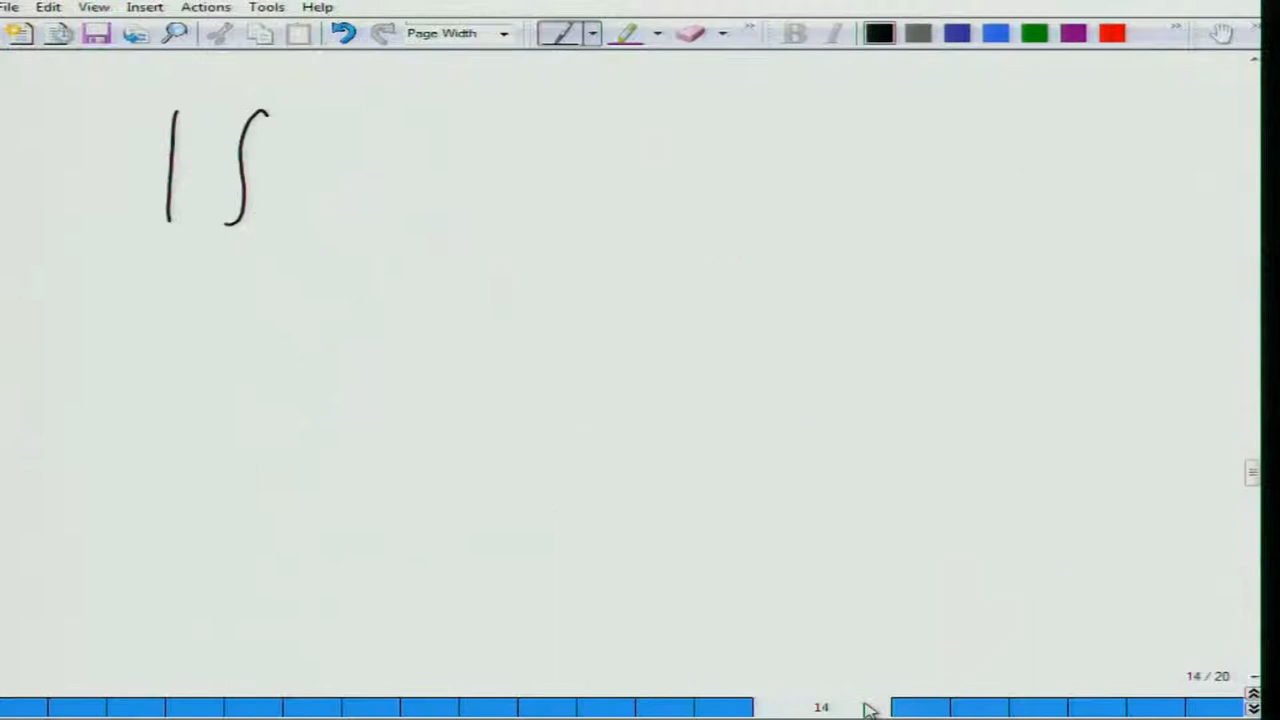 File Edit View Insert Actions Tools Help
Page Width
B I
| ∫
14 / 20
14